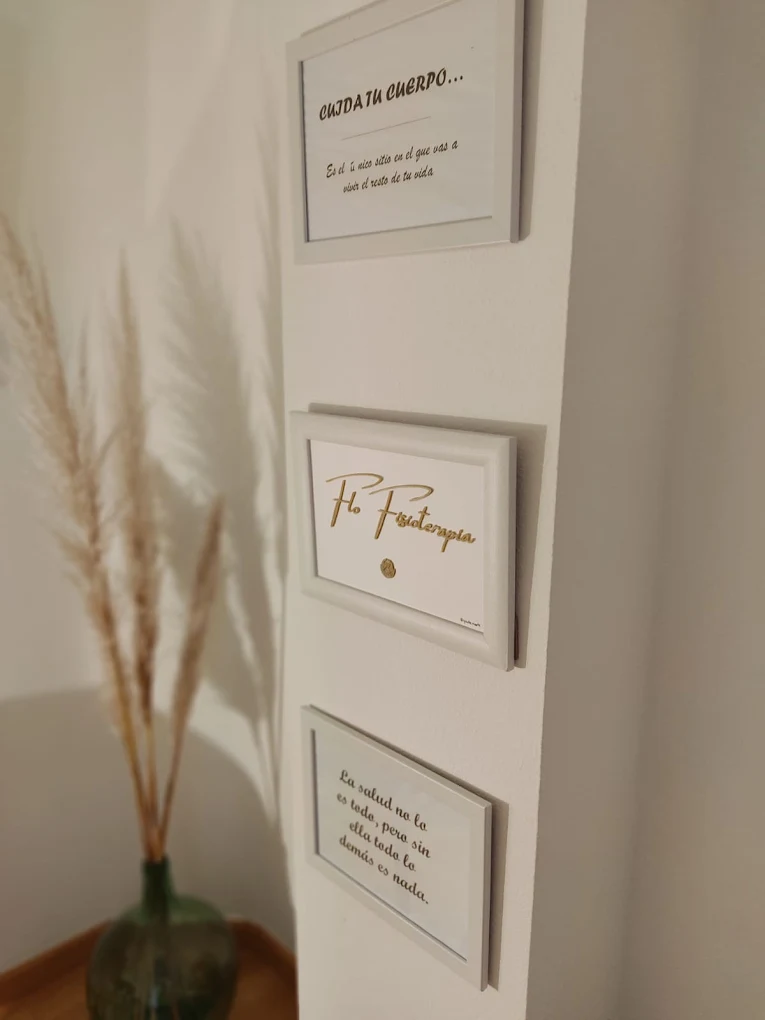 CUIDA TU CUERPO...
Es el ú nico sitio en el que vas a
vivir el resto de tu vida
Flo Fisioterapia
La salud no lo
es todo, pero sin
ella todo lo
demás es nada.